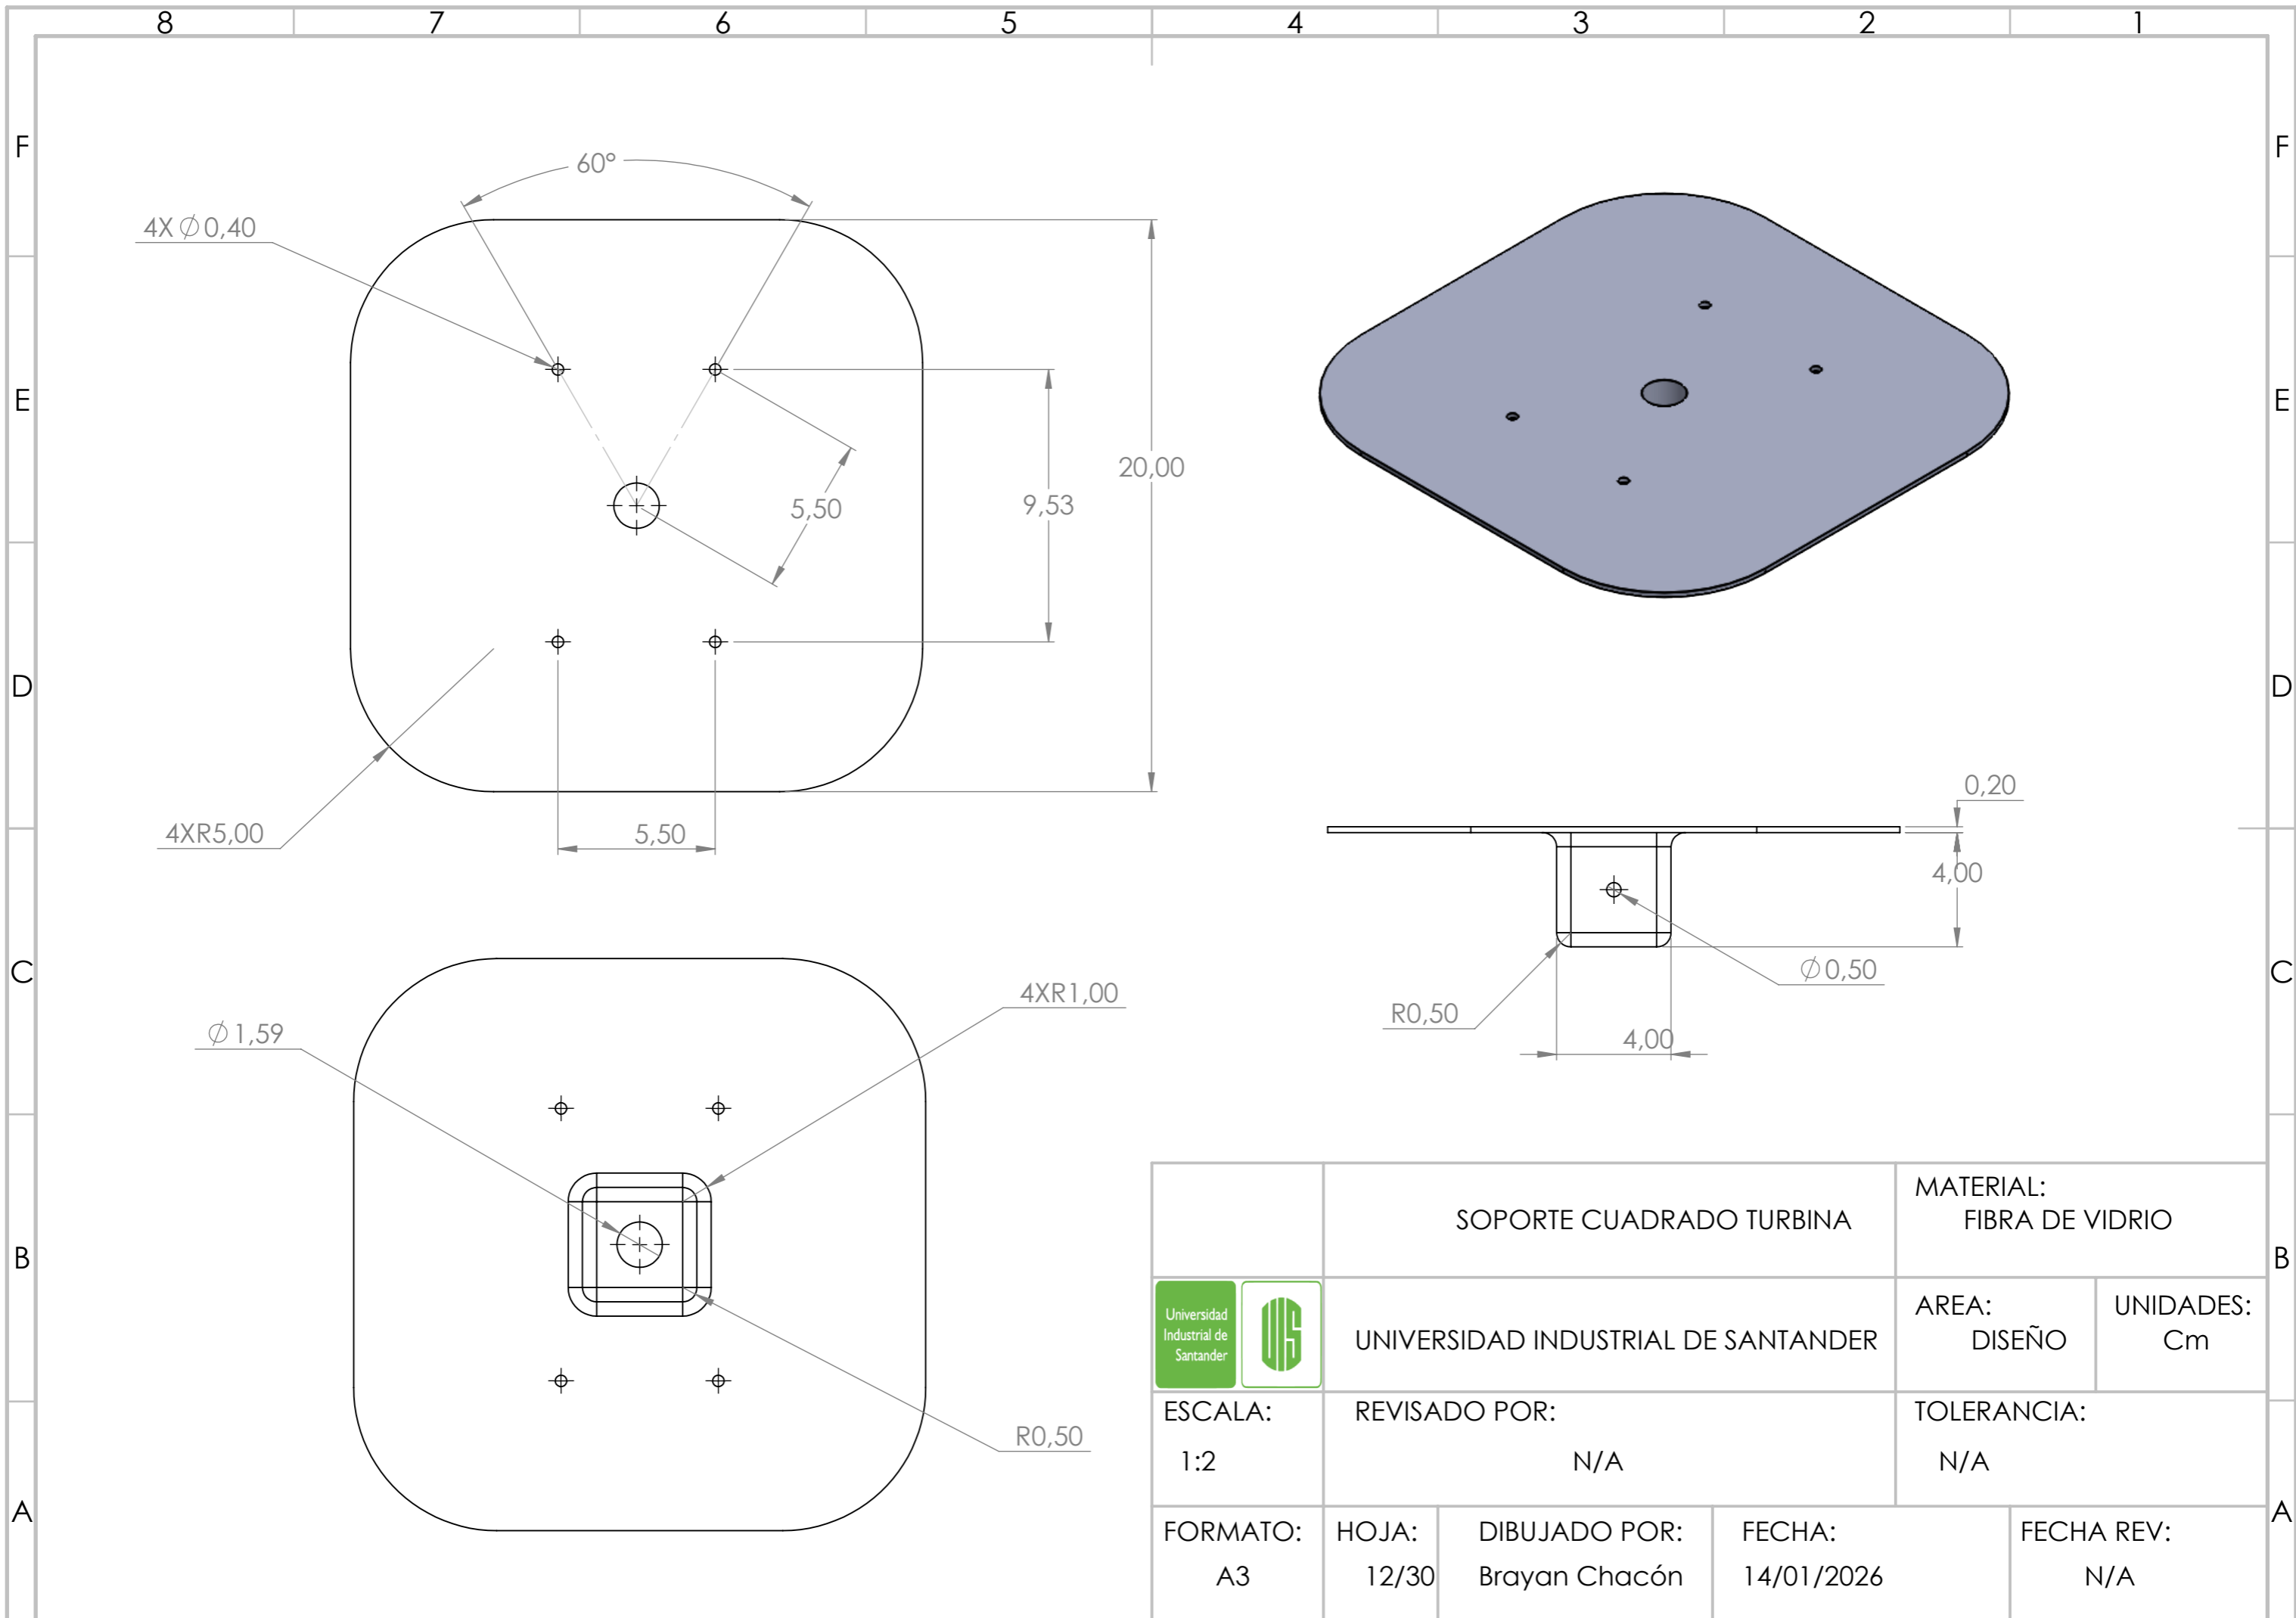 8 7 6 5 4 3 2 1
F F
E E
D D
C C
B B
A A
60°
4X ∅0,40
20,00
9,53
5,50
5,50
4XR5,00
0,20
4,00
∅0,50
R0,50
4,00
4XR1,00
∅1,59
R0,50
SOPORTE CUADRADO TURBINA
MATERIAL:
FIBRA DE VIDRIO
Universidad
Industrial de
Santander
UIS
UNIVERSIDAD INDUSTRIAL DE SANTANDER
AREA:
DISEÑO
UNIDADES:
Cm
ESCALA:
1:2
REVISADO POR:
N/A
TOLERANCIA:
N/A
FORMATO:
A3
HOJA:
12/30
DIBUJADO POR:
Brayan Chacón
FECHA:
14/01/2026
FECHA REV:
N/A